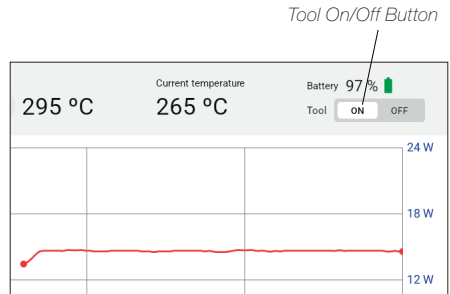 Tool On/Off Button
Current temperature
Battery 97 %
295 ºC
265 ºC
Tool ON OFF
24 W
18 W
12 W